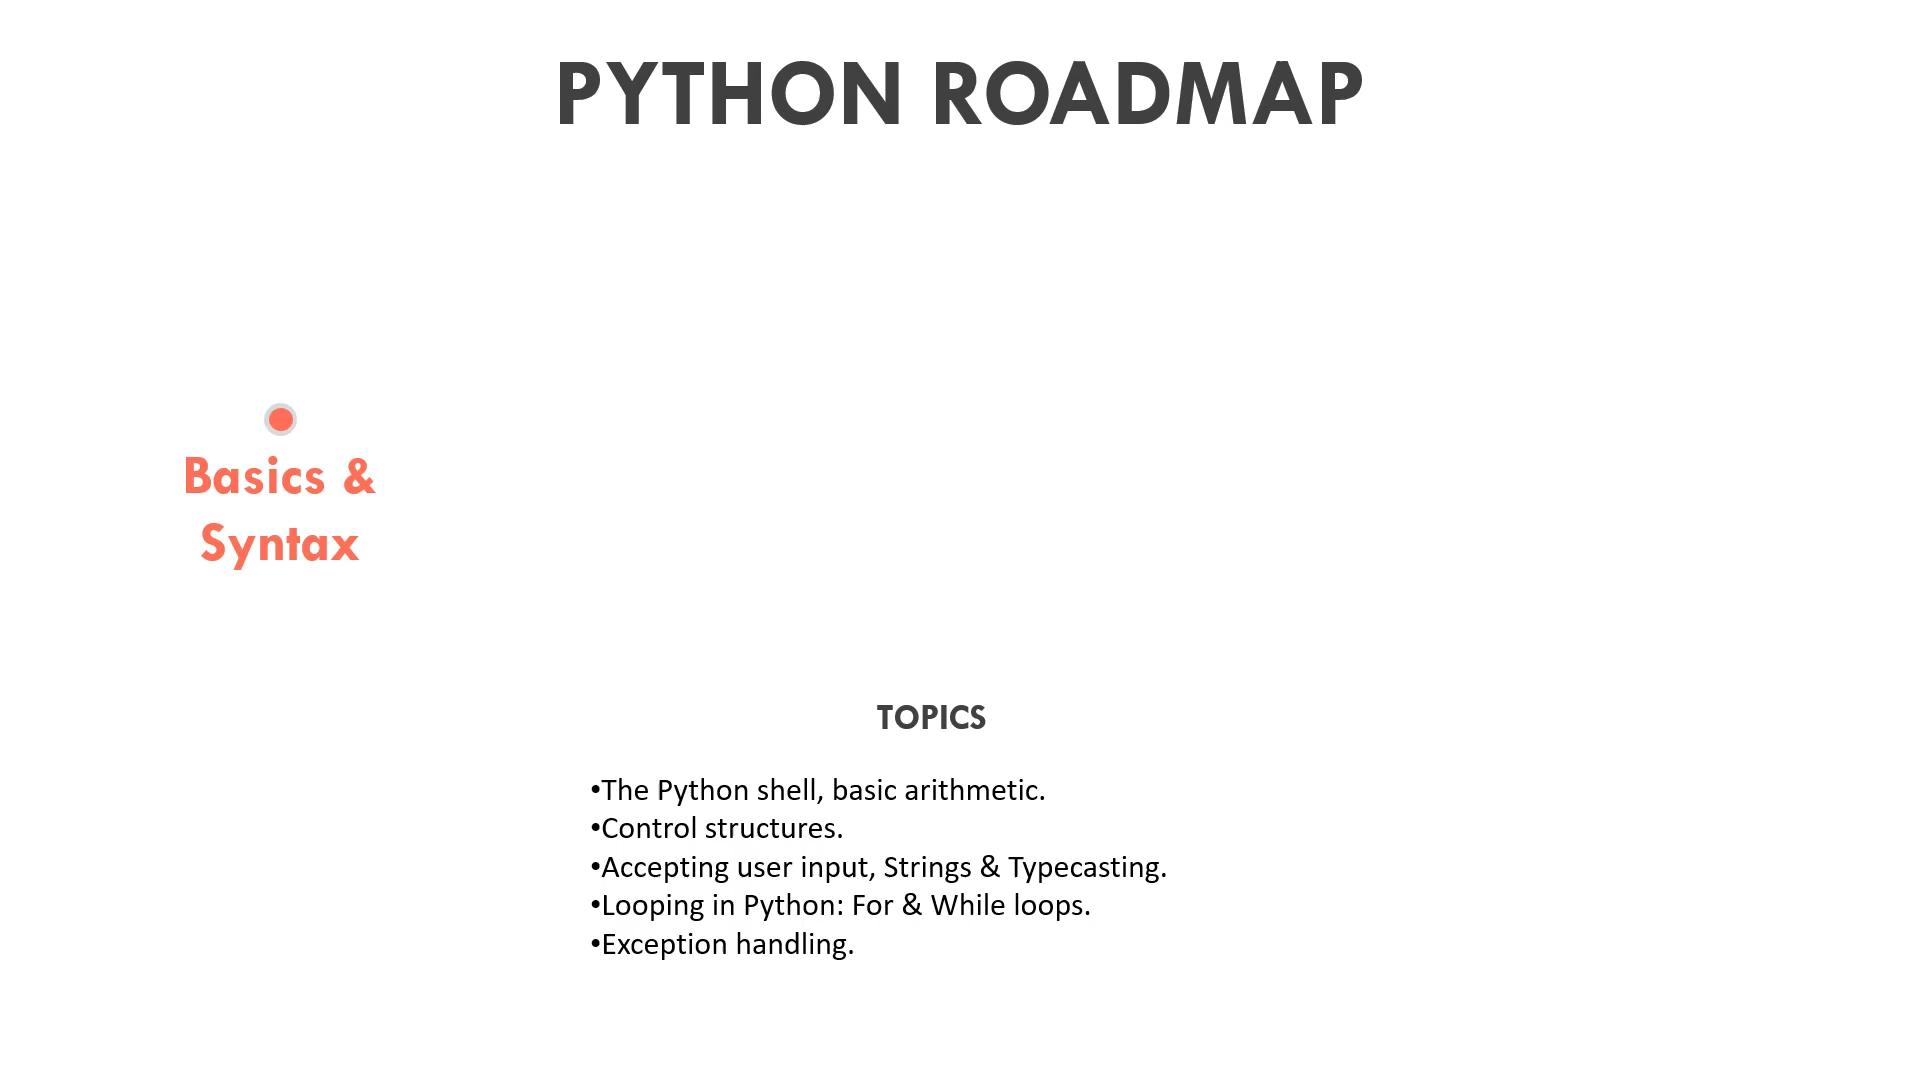 PYTHON ROADMAP
Basics &
Syntax
TOPICS
•The Python shell, basic arithmetic.
•Control structures.
•Accepting user input, Strings & Typecasting.
•Looping in Python: For & While loops.
•Exception handling.